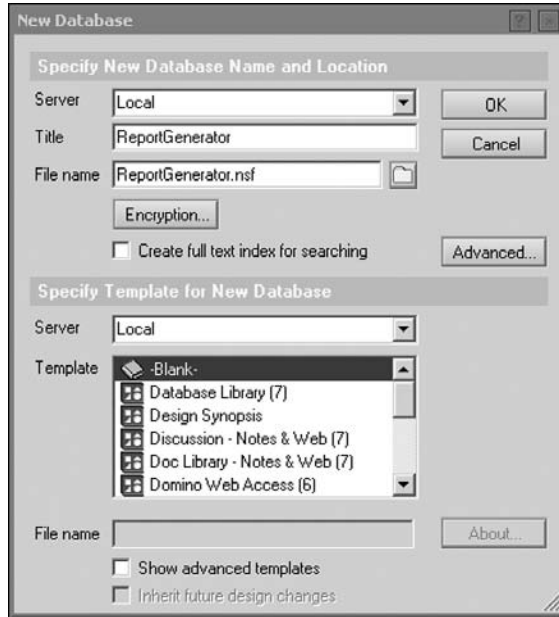 New Database
Specify New Database Name and Location
Server Local OK
Title ReportGenerator Cancel
File name ReportGenerator.nsf
Encryption...
Create full text index for searching Advanced...
Specify Template for New Database
Server Local
Template -Blank-
Database Library (7)
Design Synopsis
Discussion - Notes & Web (7)
Doc Library - Notes & Web (7)
Domino Web Access (6)
File name About...
Show advanced templates
Inherit future design changes